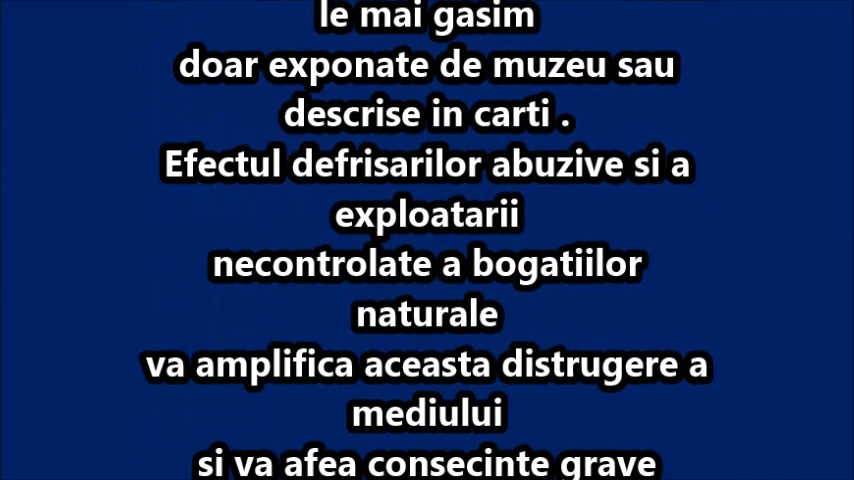 le mai gasim
doar exponate de muzeu sau
descrise in carti .
Efectul defrisarilor abuzive si a
exploatarii
necontrolate a bogatiilor
naturale
va amplifica aceasta distrugere a
mediului
si va afea consecinte grave